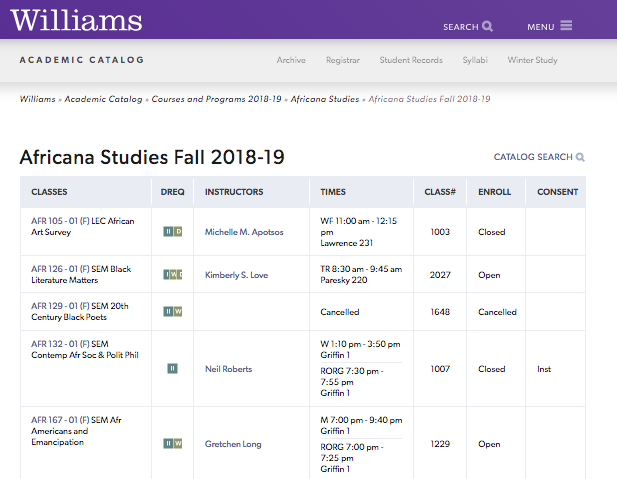 Williams
SEARCH
MENU
ACADEMIC CATALOG
Archive Registrar Student Records Syllabi Winter Study
Williams » Academic Catalog » Courses and Programs 2018-19 » Africana Studies » Africana Studies Fall 2018-19
Africana Studies Fall 2018-19
CATALOG SEARCH
CLASSES DREQ INSTRUCTORS TIMES CLASS# ENROLL CONSENT
AFR 105 - 01 (F) LEC African
Art Survey
II D
Michelle M. Apotsos
WF 11:00 am - 12:15
pm
Lawrence 231
1003
Closed
AFR 126 - 01 (F) SEM Black
Literature Matters
I W D
Kimberly S. Love
TR 8:30 am - 9:45 am
Paresky 220
2027
Open
AFR 129 - 01 (F) SEM 20th
Century Black Poets
II W
Cancelled
1648
Cancelled
AFR 132 - 01 (F) SEM
Contemp Afr Soc & Polit Phil
II
Neil Roberts
W 1:10 pm - 3:50 pm
Griffin 1
RORG 7:30 pm -
7:55 pm
Griffin 1
1007
Closed
Inst
AFR 167 - 01 (F) SEM Afr
Americans and
Emancipation
II W
Gretchen Long
M 7:00 pm - 9:40 pm
Griffin 1
RORG 7:00 pm -
7:25 pm
Griffin 1
1229
Open